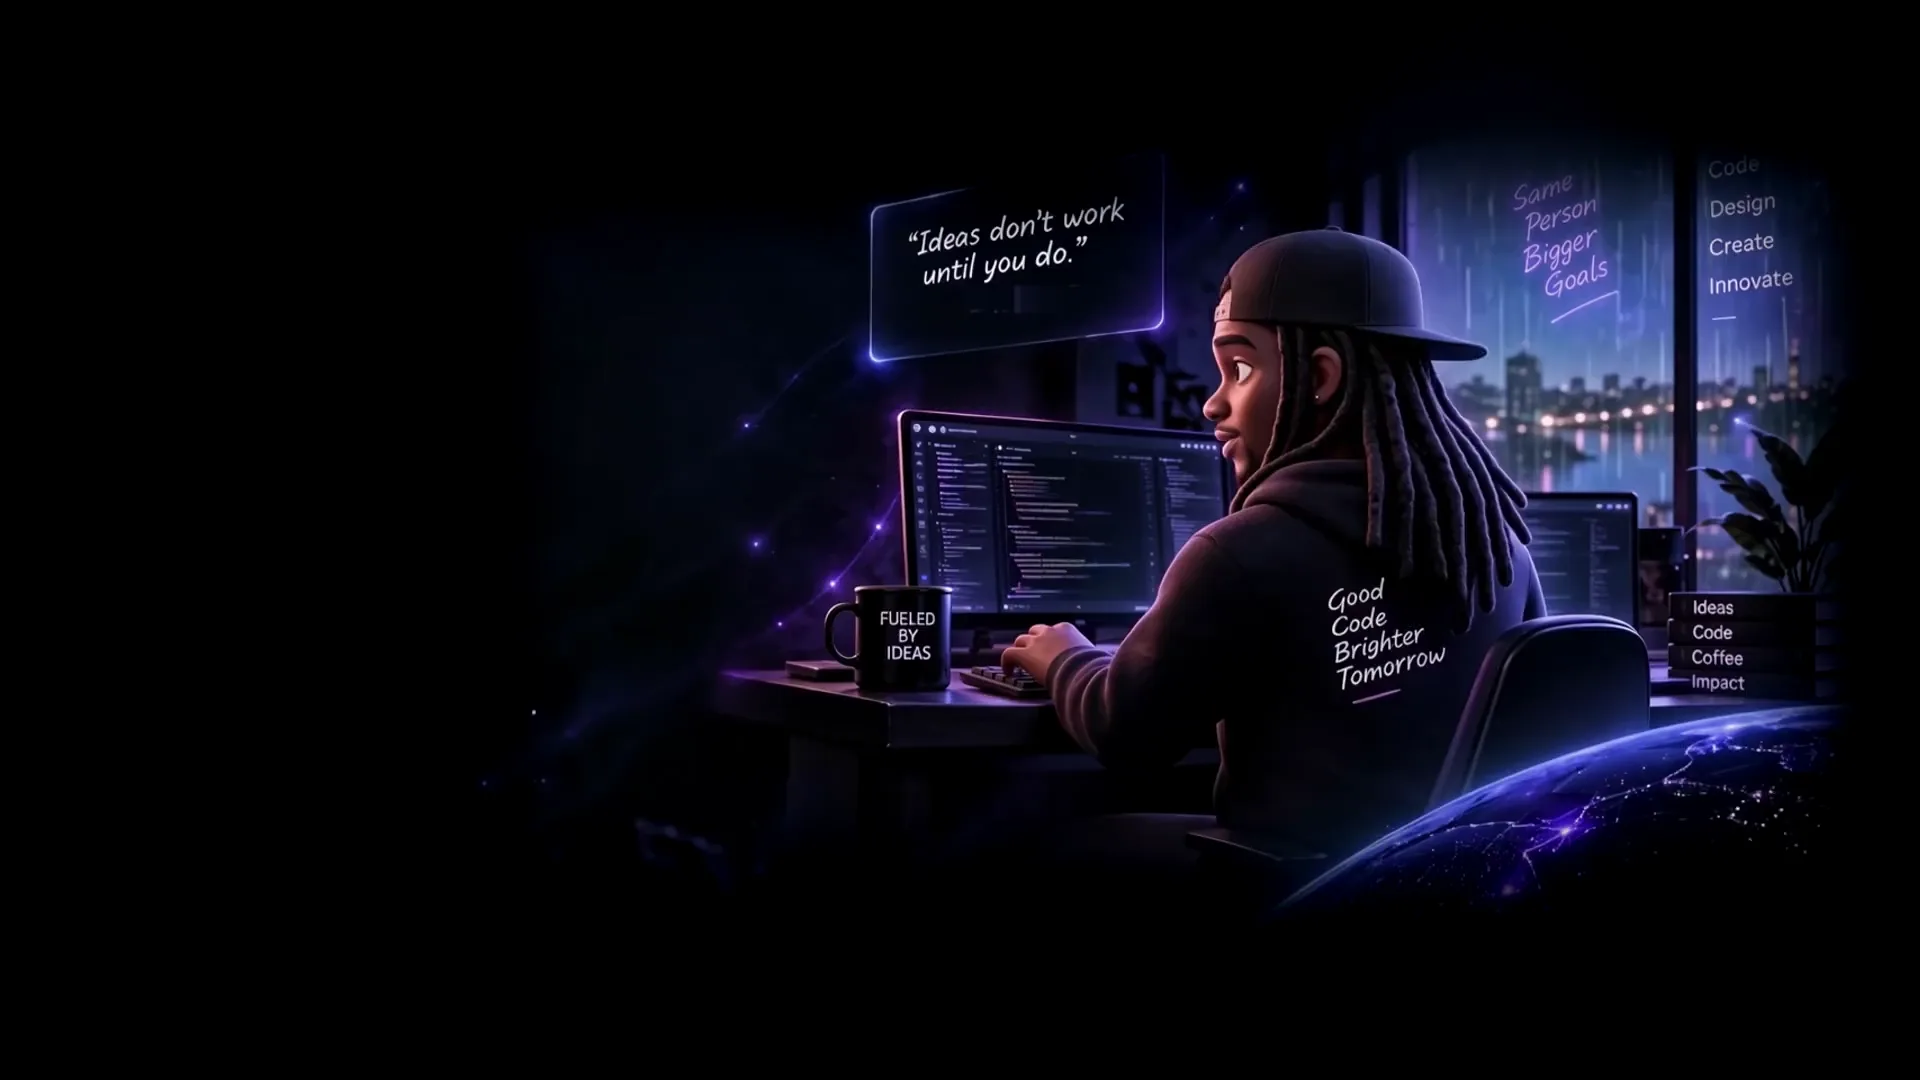 “Ideas don’t work
until you do.”
Same
Person
Bigger
Goals
Code
Design
Create
Innovate
FUELED
BY
IDEAS
Good
Code
Brighter
Tomorrow
Ideas
Code
Coffee
Impact